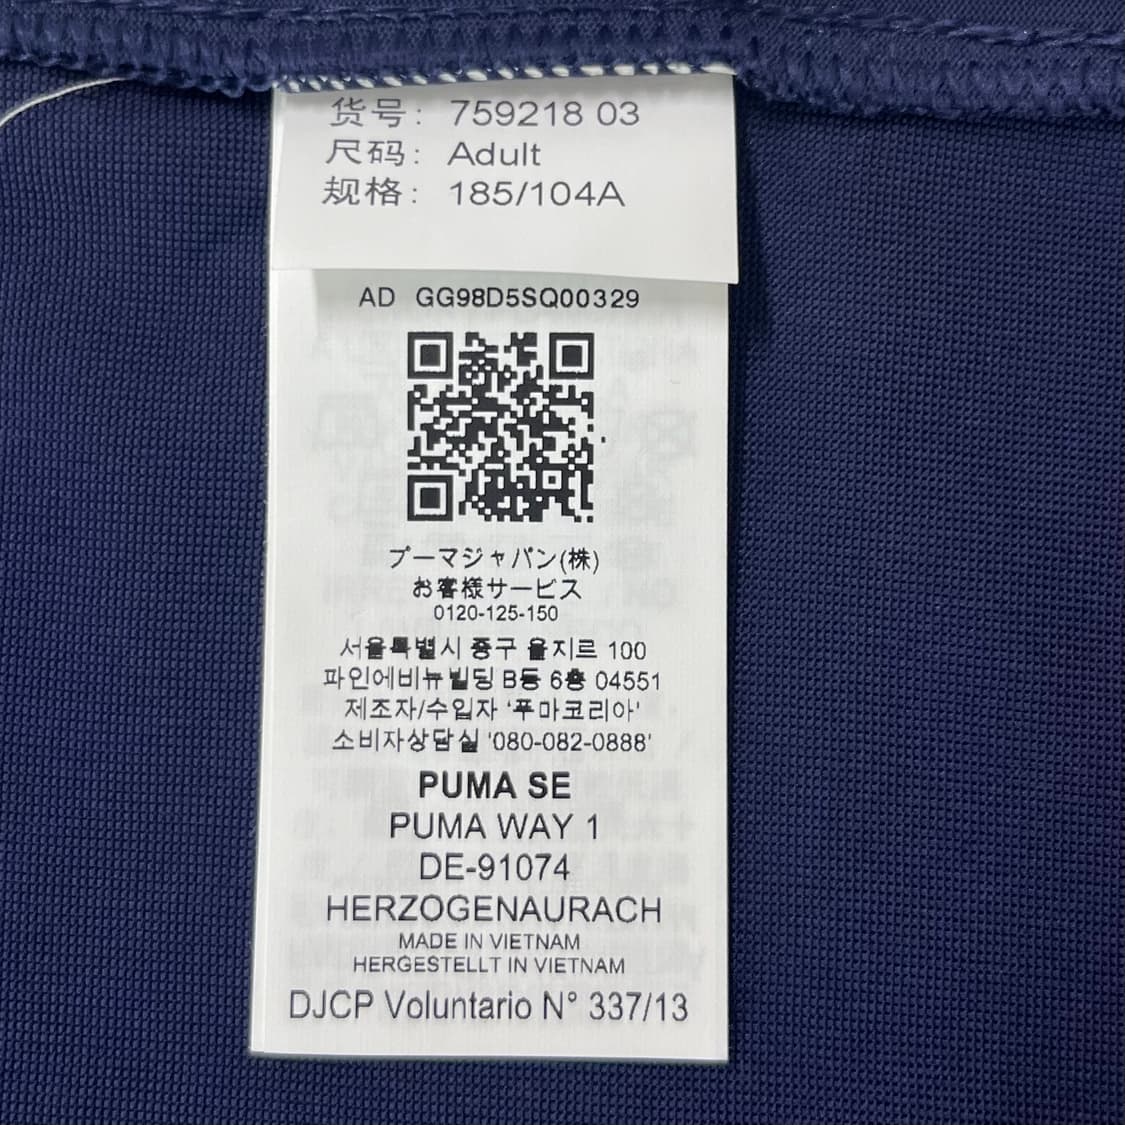 货号: 759218 03
尺码: Adult
规格: 185/104A
AD GG98D5SQ00329
プーマジャパン(株)
お客様サービス
0120-125-150
서울특별시 중구 을지르 100
파인에비뉴빌딩 B동 6층 04551
제조자/수입자 '푸마코리아'
소비자상담실 '080-082-0888'
PUMA SE
PUMA WAY 1
DE-91074
HERZOGENAURACH
MADE IN VIETNAM
HERGESTELLT IN VIETNAM
DJCP Voluntario N° 337/13